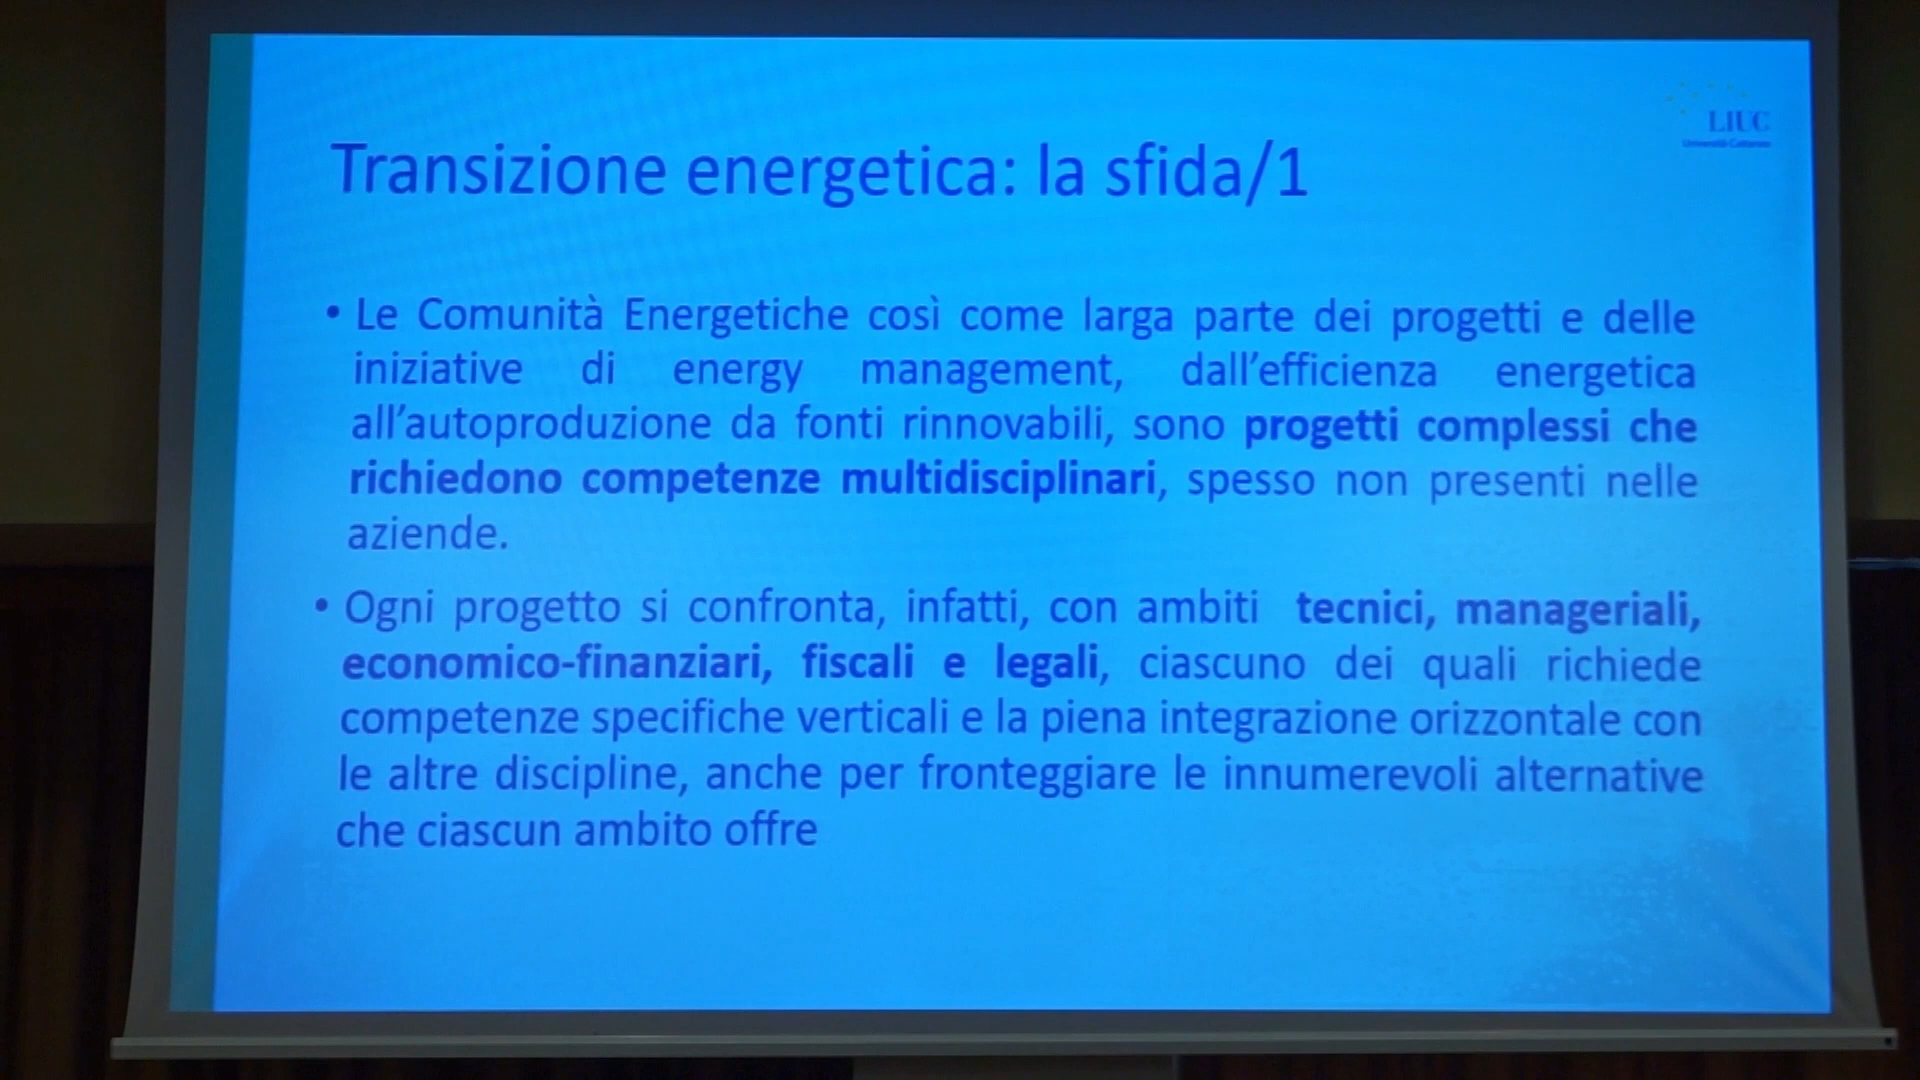 LIUC
Università Cattaneo
Transizione energetica: la sfida/1
• Le Comunità Energetiche così come larga parte dei progetti e delle
iniziative di energy management, dall’efficienza energetica
all’autoproduzione da fonti rinnovabili, sono progetti complessi che
richiedono competenze multidisciplinari, spesso non presenti nelle
aziende.
• Ogni progetto si confronta, infatti, con ambiti tecnici, manageriali,
economico-finanziari, fiscali e legali, ciascuno dei quali richiede
competenze specifiche verticali e la piena integrazione orizzontale con
le altre discipline, anche per fronteggiare le innumerevoli alternative
che ciascun ambito offre